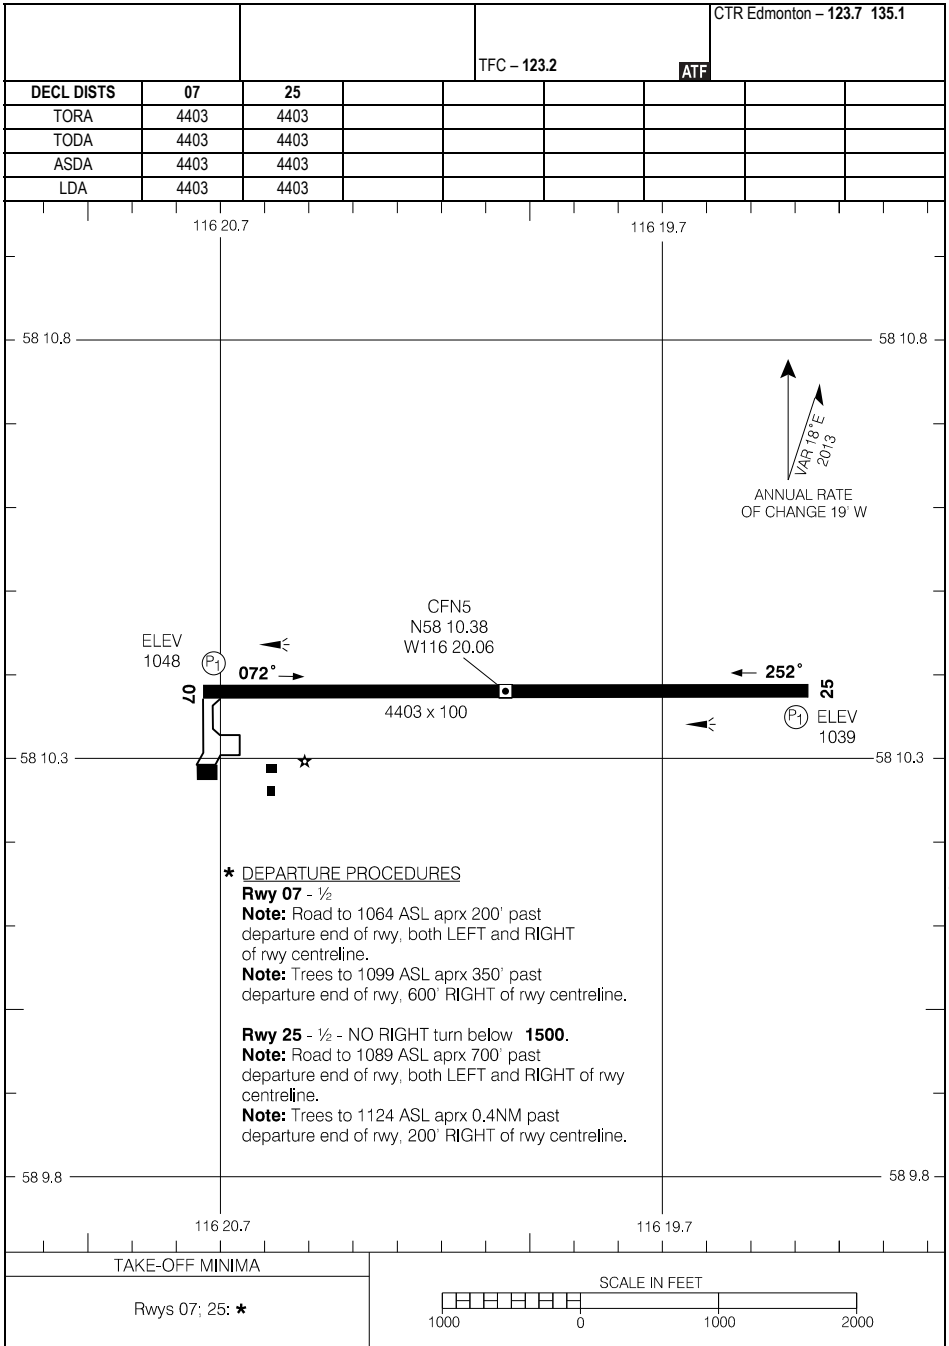 CTR Edmonton – 123.7 135.1
TFC – 123.2 ATF
DECL DISTS 07 25
TORA 4403 4403
TODA 4403 4403
ASDA 4403 4403
LDA 4403 4403
116 20.7 116 19.7
58 10.8 58 10.8
VAR 18°E
2013
ANNUAL RATE
OF CHANGE 19' W
CFN5
N58 10.38
W116 20.06
ELEV
1048
P1
072° 252°
07 25
4403 x 100
P1
ELEV
1039
58 10.3 58 10.3
* DEPARTURE PROCEDURES
Rwy 07 - ½
Note: Road to 1064 ASL aprx 200' past
departure end of rwy, both LEFT and RIGHT
of rwy centreline.
Note: Trees to 1099 ASL aprx 350' past
departure end of rwy, 600' RIGHT of rwy centreline.
Rwy 25 - ½ - NO RIGHT turn below 1500.
Note: Road to 1089 ASL aprx 700' past
departure end of rwy, both LEFT and RIGHT of rwy
centreline.
Note: Trees to 1124 ASL aprx 0.4NM past
departure end of rwy, 200' RIGHT of rwy centreline.
58 9.8 58 9.8
116 20.7 116 19.7
TAKE-OFF MINIMA
Rwys 07; 25: *
SCALE IN FEET
1000 0 1000 2000